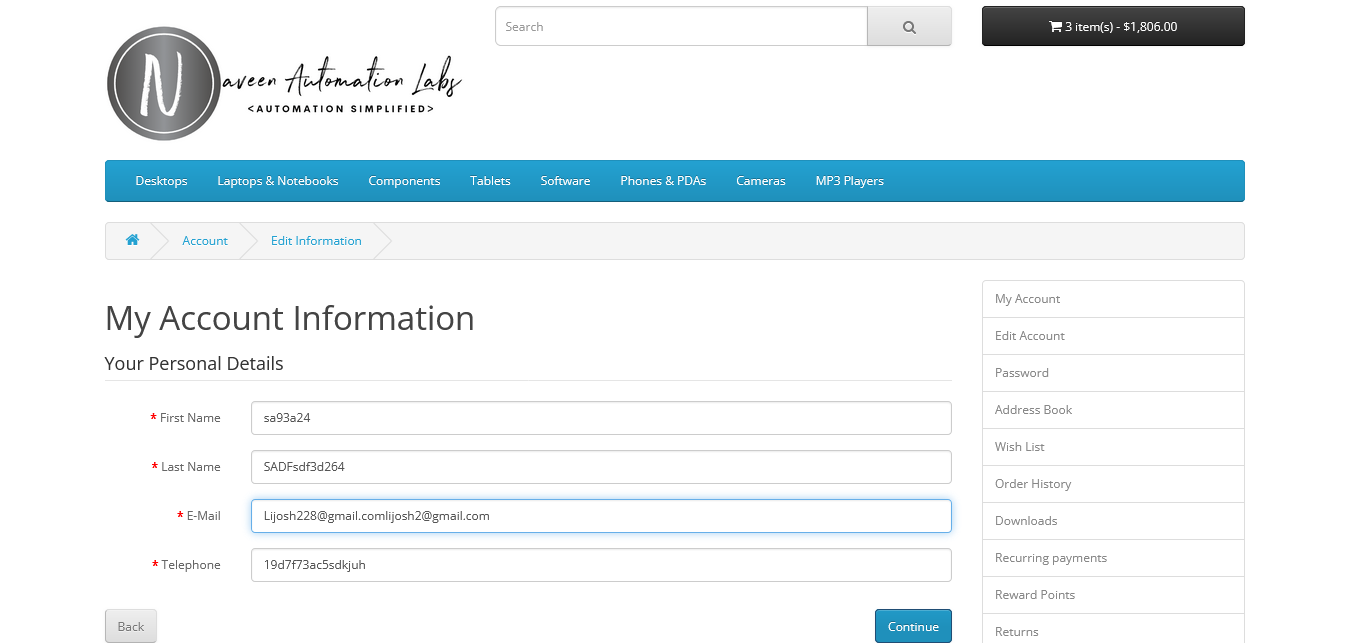 Search
3 item(s) - $1,806.00
N
aveen Automation Labs
<AUTOMATION SIMPLIFIED>
Desktops Laptops & Notebooks Components Tablets Software Phones & PDAs Cameras MP3 Players
Account Edit Information
My Account Information
Your Personal Details
* First Name sa93a24
* Last Name SADFsdf3d264
* E-Mail Lijosh228@gmail.comlijosh2@gmail.com
* Telephone 19d7f73ac5sdkjuh
Back Continue
My Account
Edit Account
Password
Address Book
Wish List
Order History
Downloads
Recurring payments
Reward Points
Returns